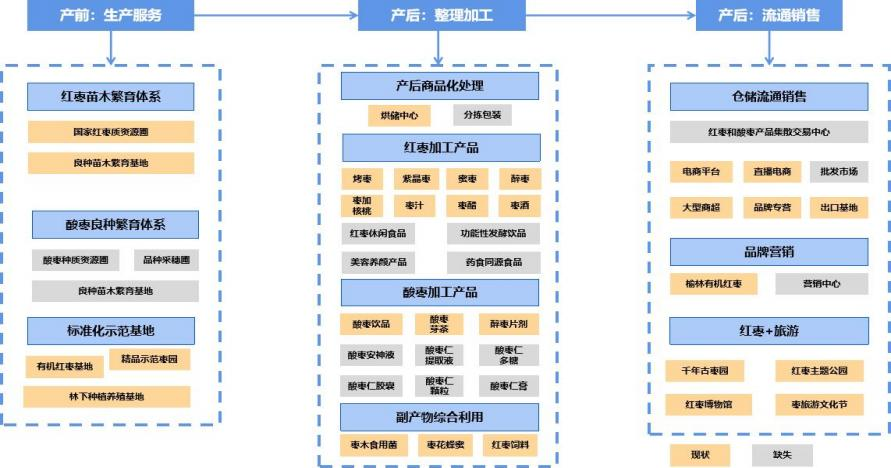 产前：生产服务
产后：整理加工
产后：流通销售
红枣苗木繁育体系
国家红枣质资源圃
良种苗木繁育基地
酸枣良种繁育体系
酸枣种质资源圃
品种采穗圃
良种苗木繁育基地
标准化示范基地
有机红枣基地
精品示范枣园
林下种植养殖基地
产后商品化处理
烘储中心
分拣包装
红枣加工产品
烤枣
紫晶枣
蜜枣
醉枣
枣加
核桃
枣汁
枣醋
枣酒
红枣休闲食品
功能性发酵饮品
美容养颜产品
药食同源食品
酸枣加工产品
酸枣饮品
酸枣
芽茶
酵枣片剂
酸枣安神液
酸枣仁
提取液
酸枣仁
多糖
酸枣仁胶囊
酸枣仁
颗粒
酸枣仁膏
副产物综合利用
枣木食用菌
枣花蜂蜜
红枣饲料
仓储流通销售
红枣和酸枣产品集散交易中心
电商平台
直播电商
批发市场
大型商超
品牌专营
出口基地
品牌营销
榆林有机红枣
营销中心
红枣+旅游
千年古枣园
红枣主题公园
红枣博物馆
枣旅游文化节
现状
缺失